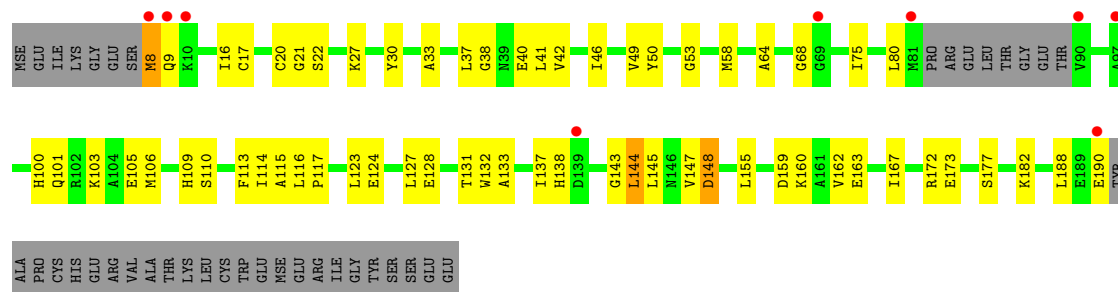 MSE GLU ILE LYS GLY GLU SER M8 Q9 K10 I16 C17 C20 G21 S22 K27 Y30 A33 L37 G38 N39 E40 L41 V42 I46 V49 Y50 G53 M58 A64 G68 G69 I75 L80 M81 PRO ARG GLU LEU THR GLY GLU THR V90 A97
H100 Q101 R102 K103 A104 E105 M106 H109 S110 F113 I114 A115 L116 P117 L123 E124 L127 E128 T131 W132 A133 I137 H138 D139 G143 L144 L145 N146 V147 D148 L155 D159 K160 A161 V162 E163 I167 R172 E173 S177 K182 L188 E189 E190 TYR
ALA PRO CYS HIS GLU ARG VAL ALA THR LYS LEU CYS TRP GLU MSE GLU ARG ILE GLY TYR SER SER GLU GLU